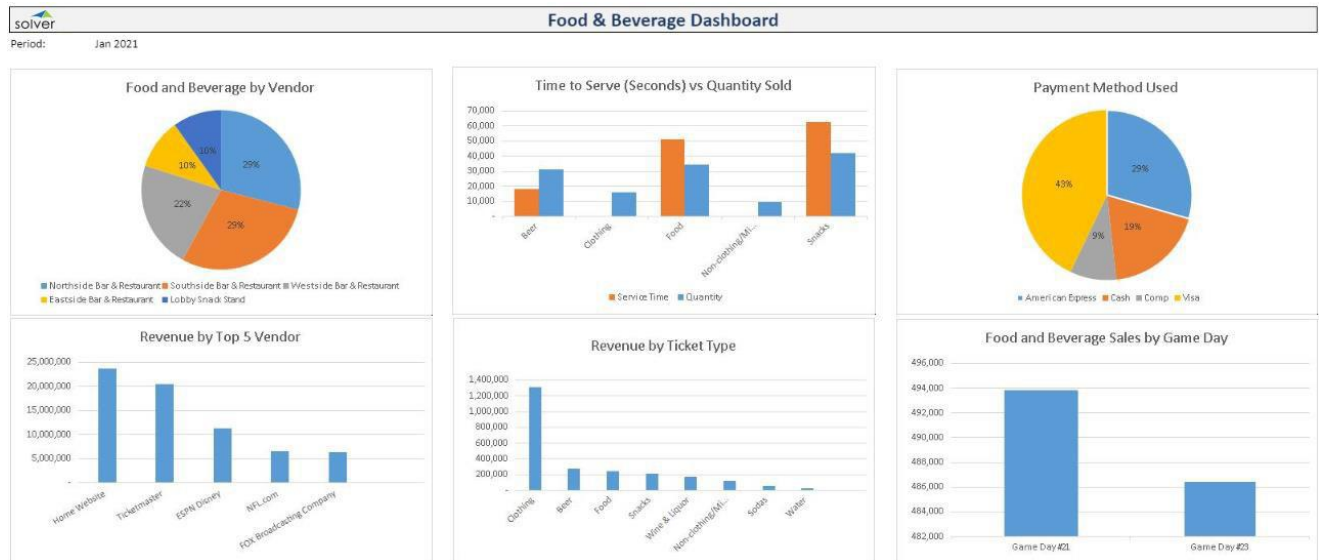 solver
Food & Beverage Dashboard
Period: Jan 2021
Food and Beverage by Vendor
29%
29%
22%
10%
10%
Northside Bar & Restaurant Southside Bar & Restaurant Westside Bar & Restaurant
Eastside Bar & Restaurant Lobby Snack Stand
Time to Serve (Seconds) vs Quantity Sold
70,000
60,000
50,000
40,000
30,000
20,000
10,000
-
Beer
Clothing
Food
Non-clothing/Mi...
Snacks
Service Time Quantity
Payment Method Used
29%
19%
9%
43%
American Express Cash Comp Visa
Revenue by Top 5 Vendor
25,000,000
20,000,000
15,000,000
10,000,000
5,000,000
-
Home Website
Ticketmaster
ESPN Disney
NFL.com
FOX Broadcasting Company
Revenue by Ticket Type
1,400,000
1,200,000
1,000,000
800,000
600,000
400,000
200,000
-
Clothing
Beer
Food
Snacks
Wine & Liquor
Non-clothing/Mi...
Sodas
Water
Food and Beverage Sales by Game Day
496,000
494,000
492,000
490,000
488,000
486,000
484,000
482,000
Game Day #21
Game Day #23